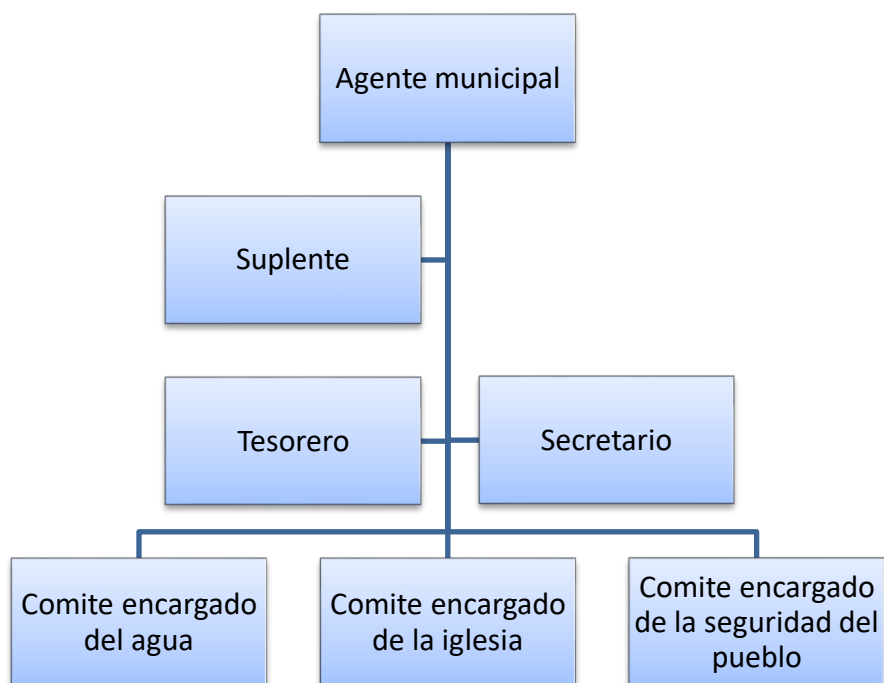 Agente municipal
Suplente
Tesorero
Secretario
Comite encargado
del agua
Comite encargado
de la iglesia
Comite encargado
de la seguridad del
pueblo